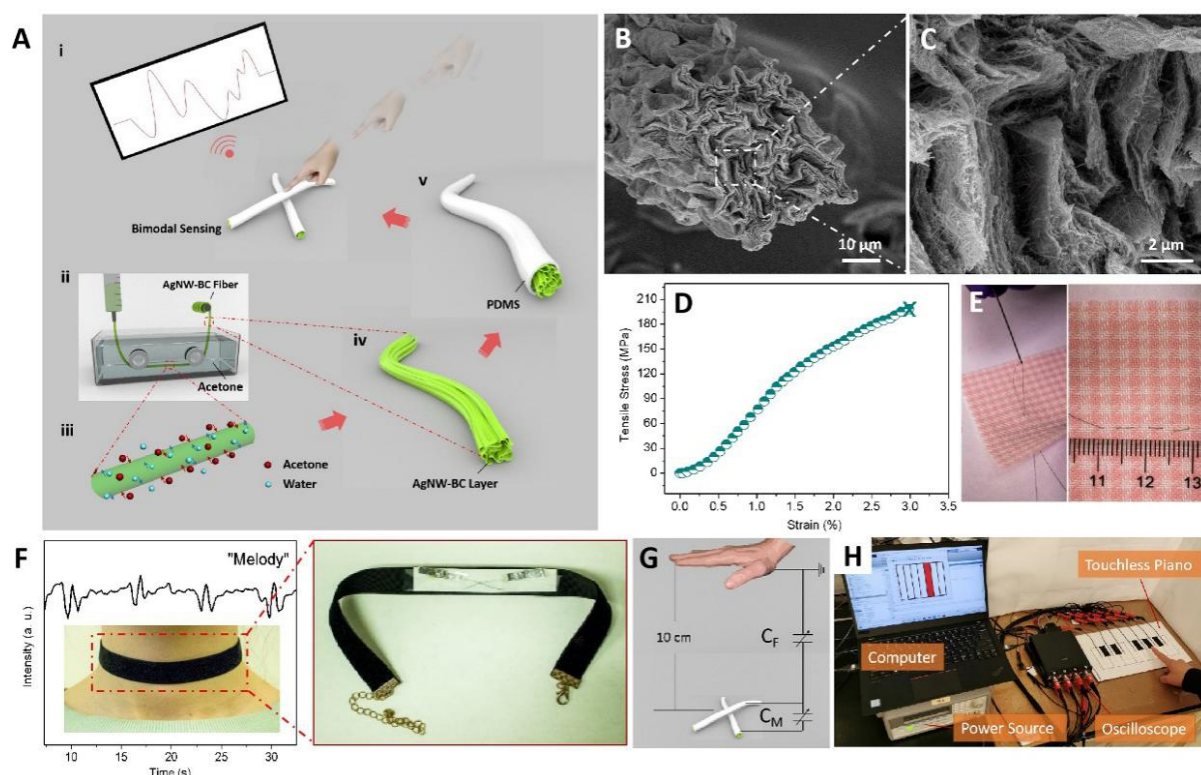 A
i
Bimodal Sensing
v
PDMS
ii
AgNW-BC Fiber
Acetone
iii
Acetone
Water
iv
AgNW-BC Layer
B
10 µm
C
2 µm
D
Tensile Stress (MPa)
210
180
150
120
90
60
30
0
0.0 0.5 1.0 1.5 2.0 2.5 3.0 3.5
Strain (%)
E
11 12 13
F
"Melody"
Intensity (a. u.)
10 15 20 25 30
Time (s)
G
10 cm
CF
CM
H
Touchless Piano
Computer
Power Source
Oscilloscope